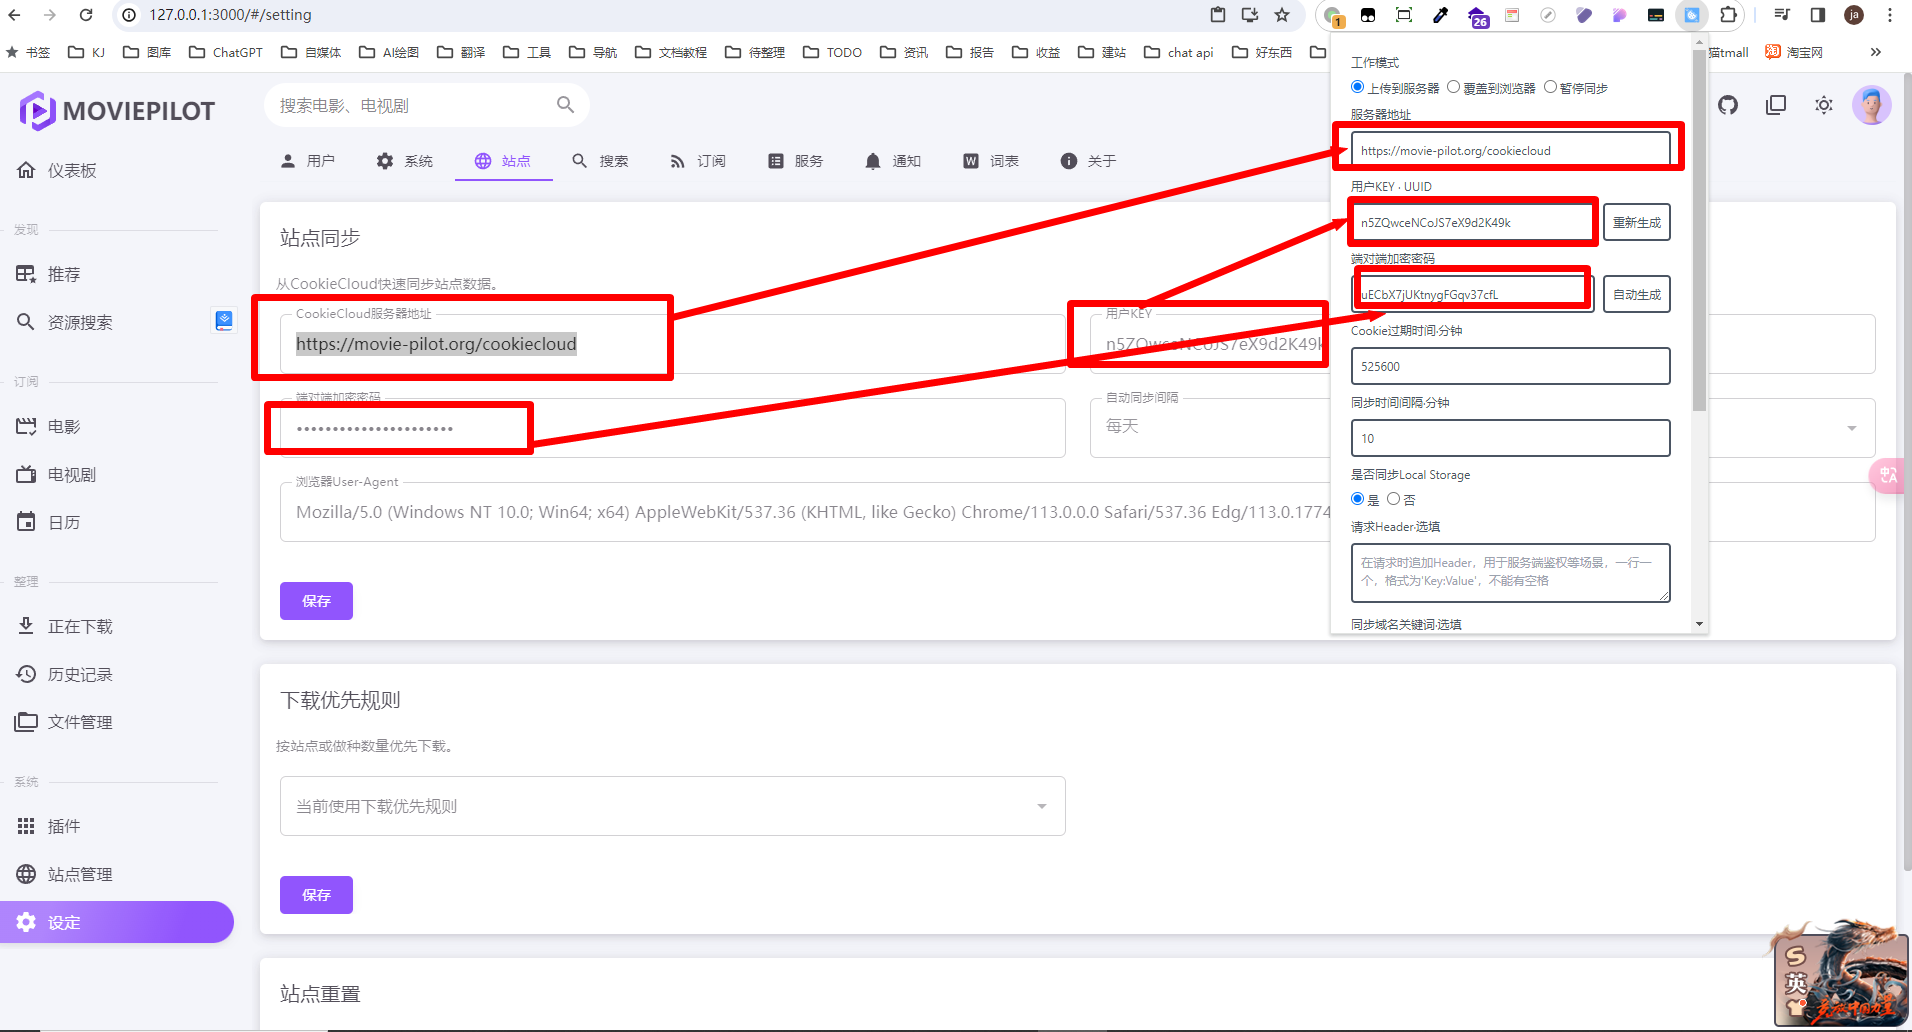 127.0.0.1:3000/#/setting
1
26
ja
书签
KJ
图库
ChatGPT
自媒体
AI绘图
翻译
工具
导航
文档教程
待整理
TODO
资讯
报告
收益
建站
chat api
好东西
猫tmall
淘
淘宝网
MOVIEPILOT
搜索电影、电视剧
用户
系统
站点
搜索
订阅
服务
通知
词表
关于
仪表板
发现
推荐
资源搜索
订阅
电影
电视剧
日历
整理
正在下载
历史记录
文件管理
系统
插件
站点管理
设定
站点同步
从CookieCloud快速同步站点数据。
CookieCloud服务器地址
https://movie-pilot.org/cookiecloud
用户KEY
n5ZQwceNCoJS7eX9d2K49k
端对端加密密码
••••••••••••••••••••••
自动同步间隔
每天
浏览器User-Agent
Mozilla/5.0 (Windows NT 10.0; Win64; x64) AppleWebKit/537.36 (KHTML, like Gecko) Chrome/113.0.0.0 Safari/537.36 Edg/113.0.1774
保存
下载优先规则
按站点或做种数量优先下载。
当前使用下载优先规则
保存
站点重置
工作模式
上传到服务器 覆盖到浏览器 暂停同步
服务器地址
https://movie-pilot.org/cookiecloud
用户KEY · UUID
n5ZQwceNCoJS7eX9d2K49k
重新生成
端对端加密密码
uECbX7jUKtnygFGqv37cfL
自动生成
Cookie过期时间·分钟
525600
同步时间间隔·分钟
10
是否同步Local Storage
是 否
请求Header·选填
在请求时追加Header，用于服务端鉴权等场景，一行一
个，格式为'Key:Value'，不能有空格
同步域名关键词·选填
S
英